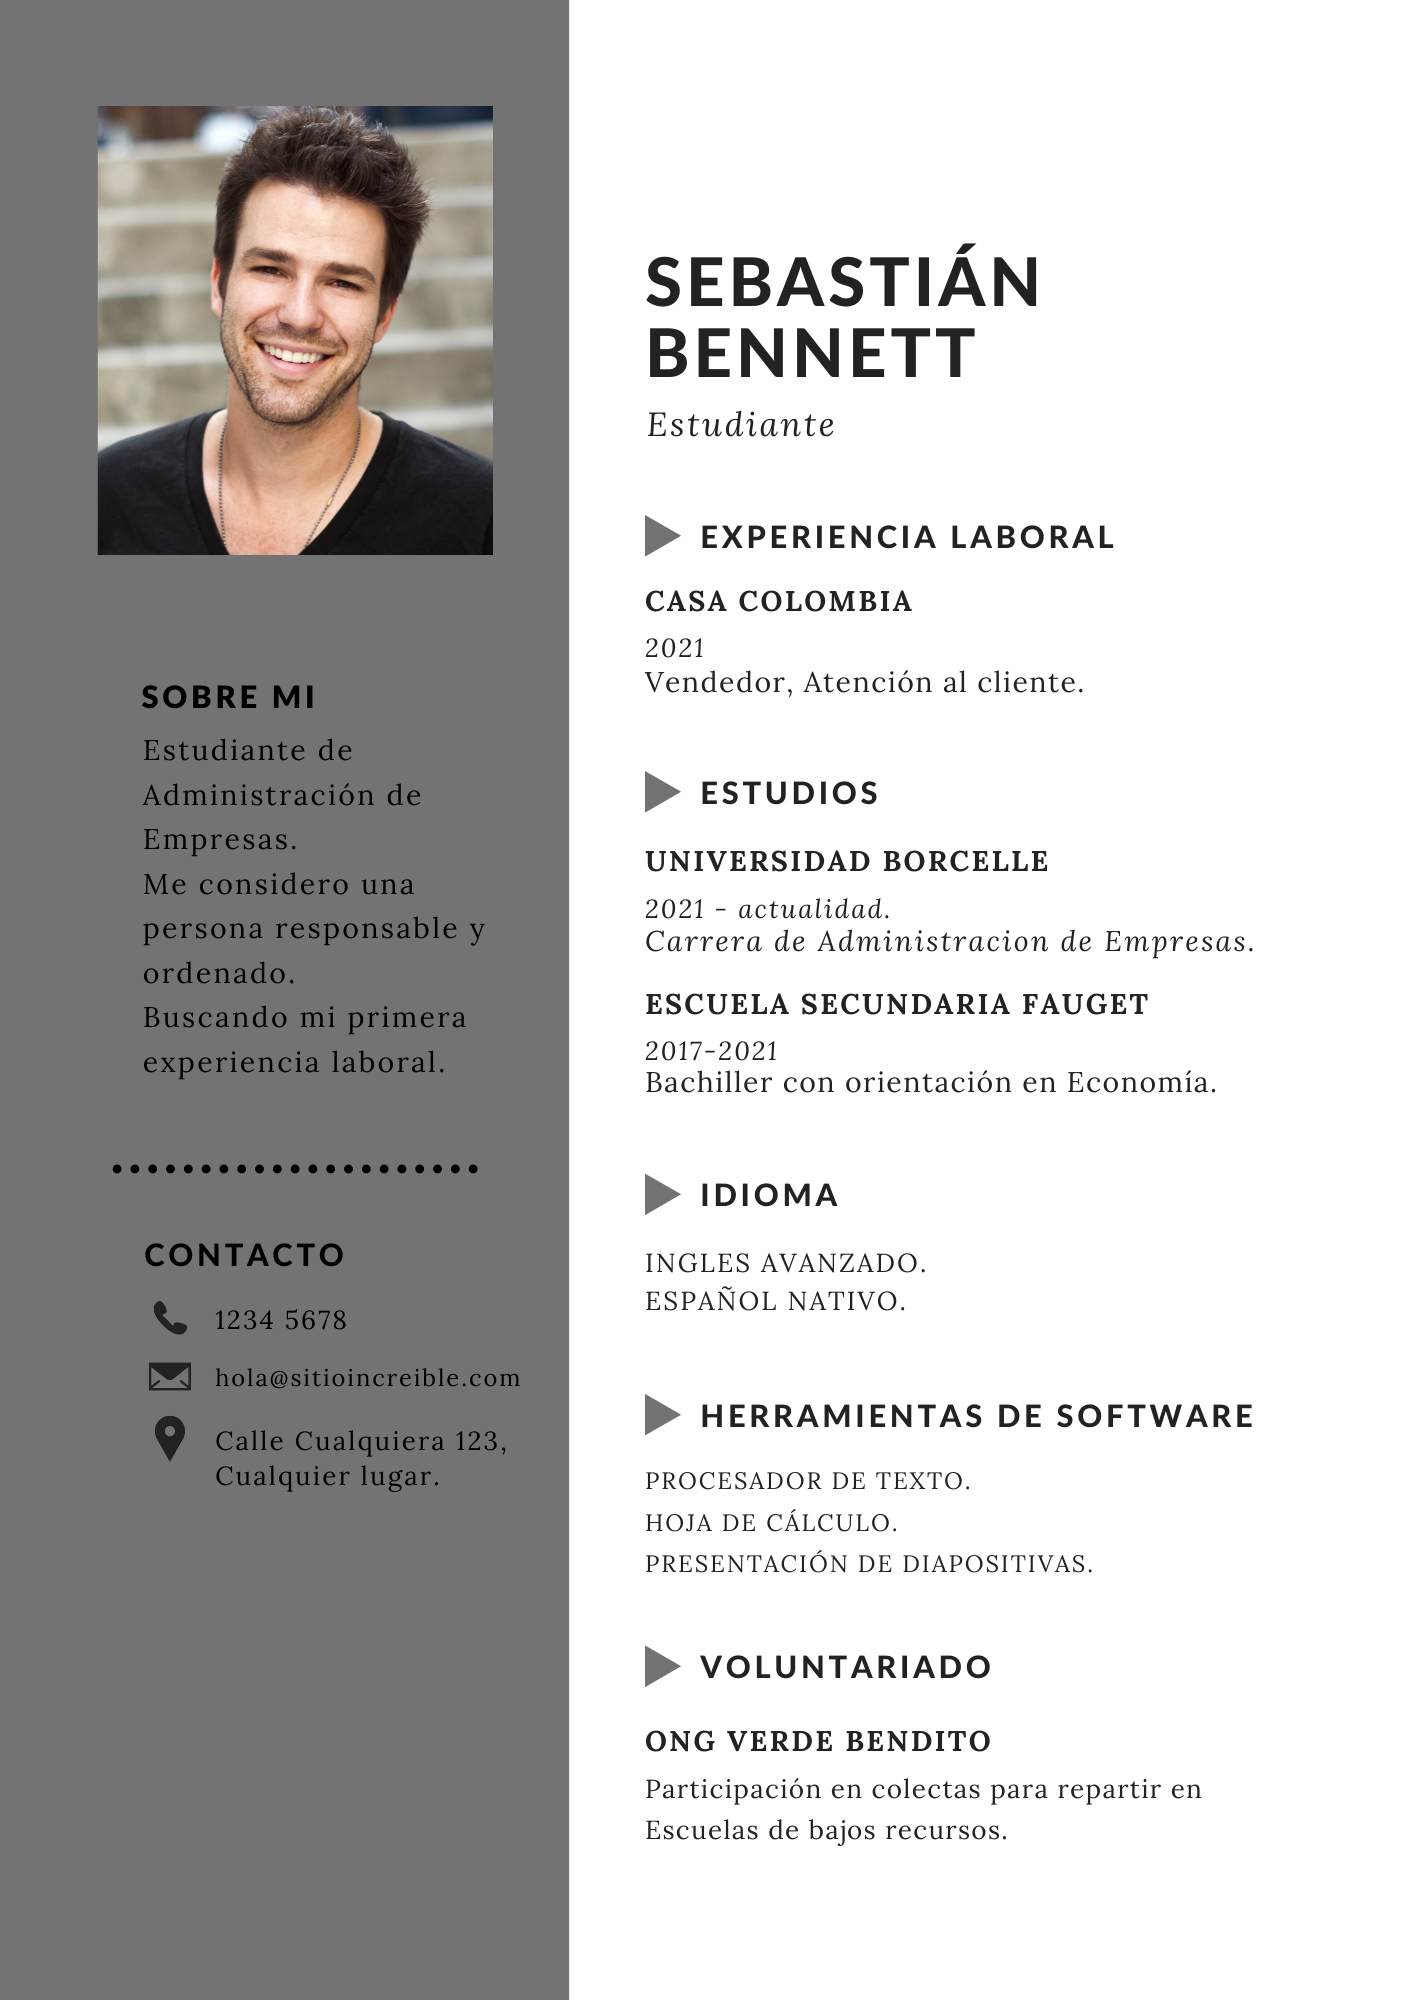 SOBRE MI
Estudiante de
Administración de
Empresas.
Me considero una
persona responsable y
ordenado.
Buscando mi primera
experiencia laboral.
CONTACTO
1234 5678
hola@sitioincreible.com
Calle Cualquiera 123,
Cualquier lugar.
SEBASTIÁN
BENNETT
Estudiante
EXPERIENCIA LABORAL
CASA COLOMBIA
2021
Vendedor, Atención al cliente.
ESTUDIOS
UNIVERSIDAD BORCELLE
2021 - actualidad.
Carrera de Administracion de Empresas.
ESCUELA SECUNDARIA FAUGET
2017-2021
Bachiller con orientación en Economía.
IDIOMA
INGLES AVANZADO.
ESPAÑOL NATIVO.
HERRAMIENTAS DE SOFTWARE
PROCESADOR DE TEXTO.
HOJA DE CÁLCULO.
PRESENTACIÓN DE DIAPOSITIVAS.
VOLUNTARIADO
ONG VERDE BENDITO
Participación en colectas para repartir en
Escuelas de bajos recursos.